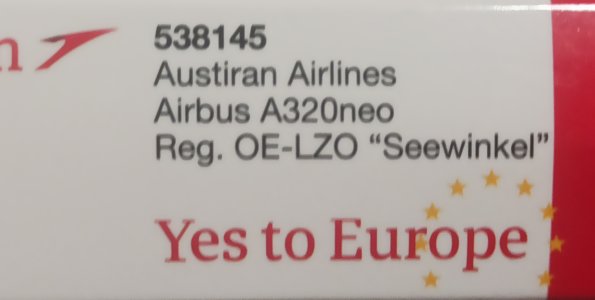 n
538145
Austiran Airlines
Airbus A320neo
Reg. OE-LZO “Seewinkel”
Yes to Europe